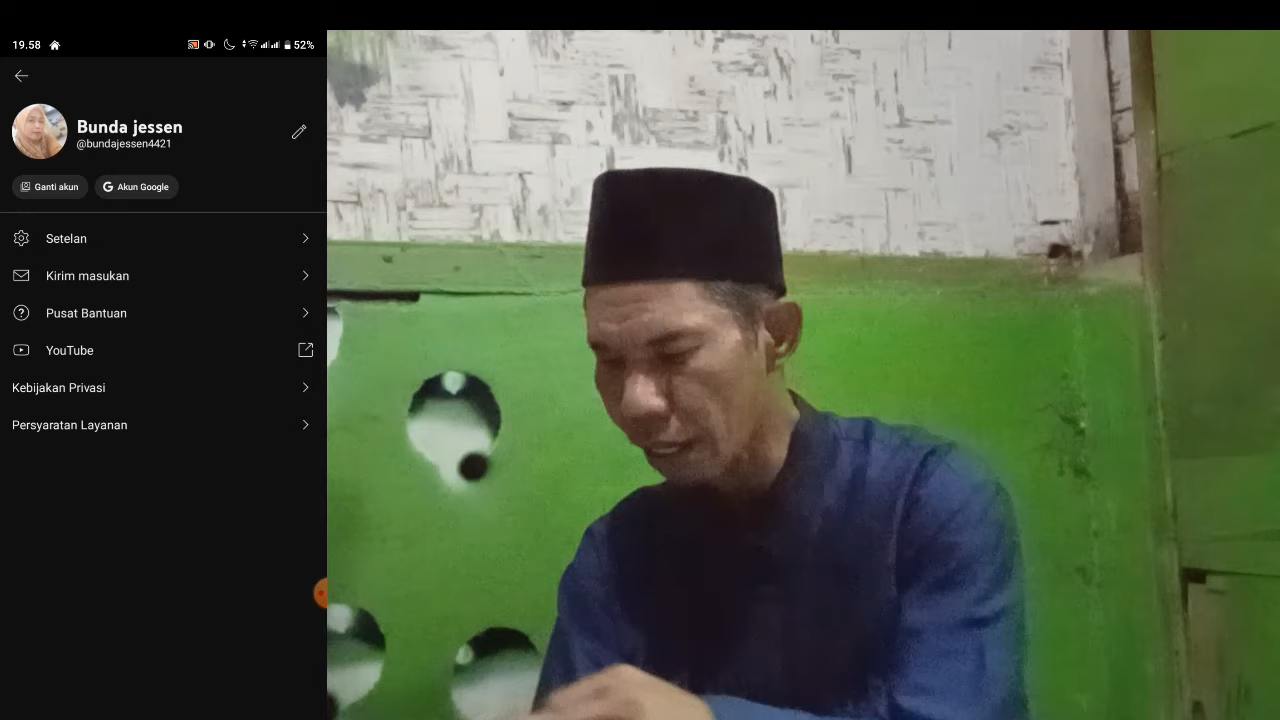 19.58
52%
Bunda jessen
@bundajessen4421
Ganti akun
Akun Google
Setelan
Kirim masukan
Pusat Bantuan
YouTube
Kebijakan Privasi
Persyaratan Layanan